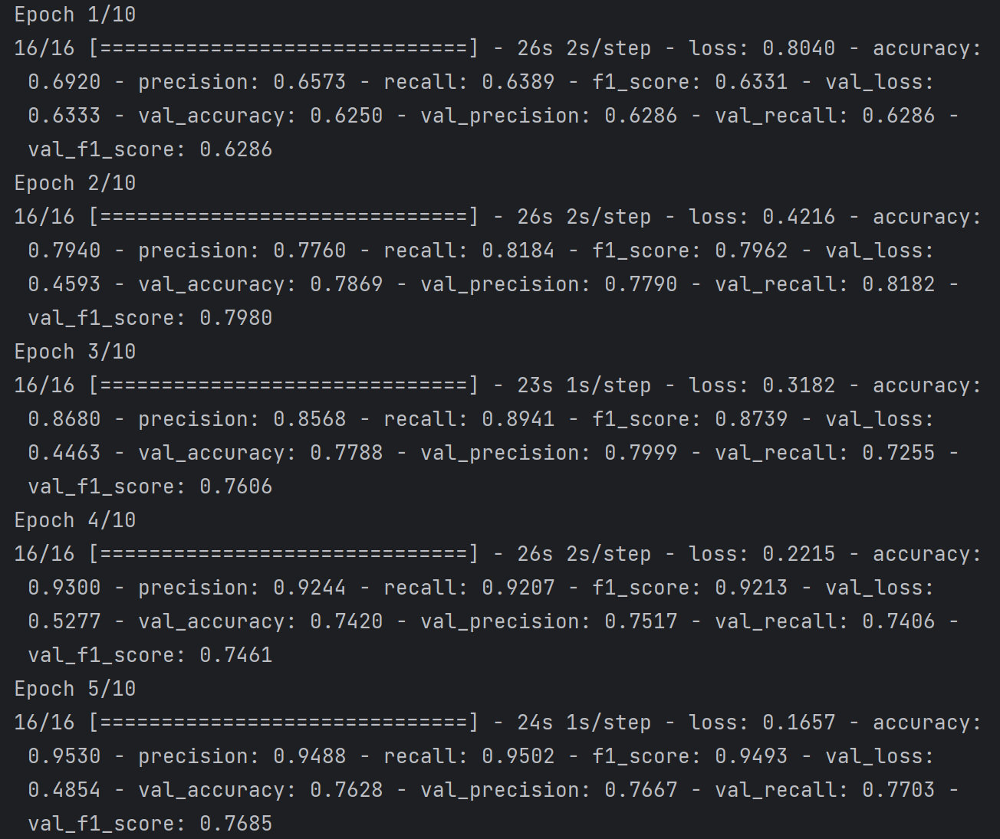 Epoch 1/10
16/16 [==============================] - 26s 2s/step - loss: 0.8040 - accuracy:
0.6920 - precision: 0.6573 - recall: 0.6389 - f1_score: 0.6331 - val_loss:
0.6333 - val_accuracy: 0.6250 - val_precision: 0.6286 - val_recall: 0.6286 -
val_f1_score: 0.6286
Epoch 2/10
16/16 [==============================] - 26s 2s/step - loss: 0.4216 - accuracy:
0.7940 - precision: 0.7760 - recall: 0.8184 - f1_score: 0.7962 - val_loss:
0.4593 - val_accuracy: 0.7869 - val_precision: 0.7790 - val_recall: 0.8182 -
val_f1_score: 0.7980
Epoch 3/10
16/16 [==============================] - 23s 1s/step - loss: 0.3182 - accuracy:
0.8680 - precision: 0.8568 - recall: 0.8941 - f1_score: 0.8739 - val_loss:
0.4463 - val_accuracy: 0.7788 - val_precision: 0.7999 - val_recall: 0.7255 -
val_f1_score: 0.7606
Epoch 4/10
16/16 [==============================] - 26s 2s/step - loss: 0.2215 - accuracy:
0.9300 - precision: 0.9244 - recall: 0.9207 - f1_score: 0.9213 - val_loss:
0.5277 - val_accuracy: 0.7420 - val_precision: 0.7517 - val_recall: 0.7406 -
val_f1_score: 0.7461
Epoch 5/10
16/16 [==============================] - 24s 1s/step - loss: 0.1657 - accuracy:
0.9530 - precision: 0.9488 - recall: 0.9502 - f1_score: 0.9493 - val_loss:
0.4854 - val_accuracy: 0.7628 - val_precision: 0.7667 - val_recall: 0.7703 -
val_f1_score: 0.7685